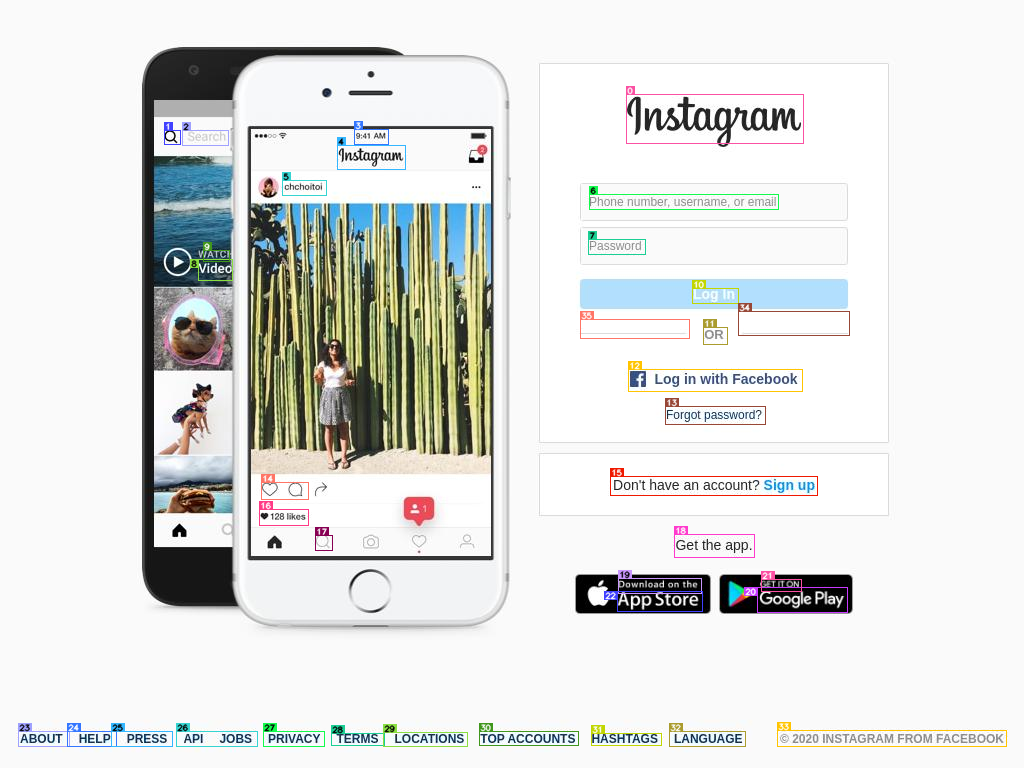 Instagram
Phone number, username, or email
Password
Log In
OR
Log in with Facebook
Forgot password?
Don't have an account? Sign up
Get the app.
Download on the
App Store
GET IT ON
Google Play
Search
WATCH
Video
9:41 AM
Instagram
2
chchoitoi
128 likes
1
ABOUT HELP PRESS API JOBS PRIVACY TERMS LOCATIONS TOP ACCOUNTS HASHTAGS LANGUAGE © 2020 INSTAGRAM FROM FACEBOOK
0
1
2
3
4
5
6
7
8
9
10
11
12
13
14
15
16
17
18
19
20
21
22
23
24
25
26
27
28
29
30
31
32
33
34
35